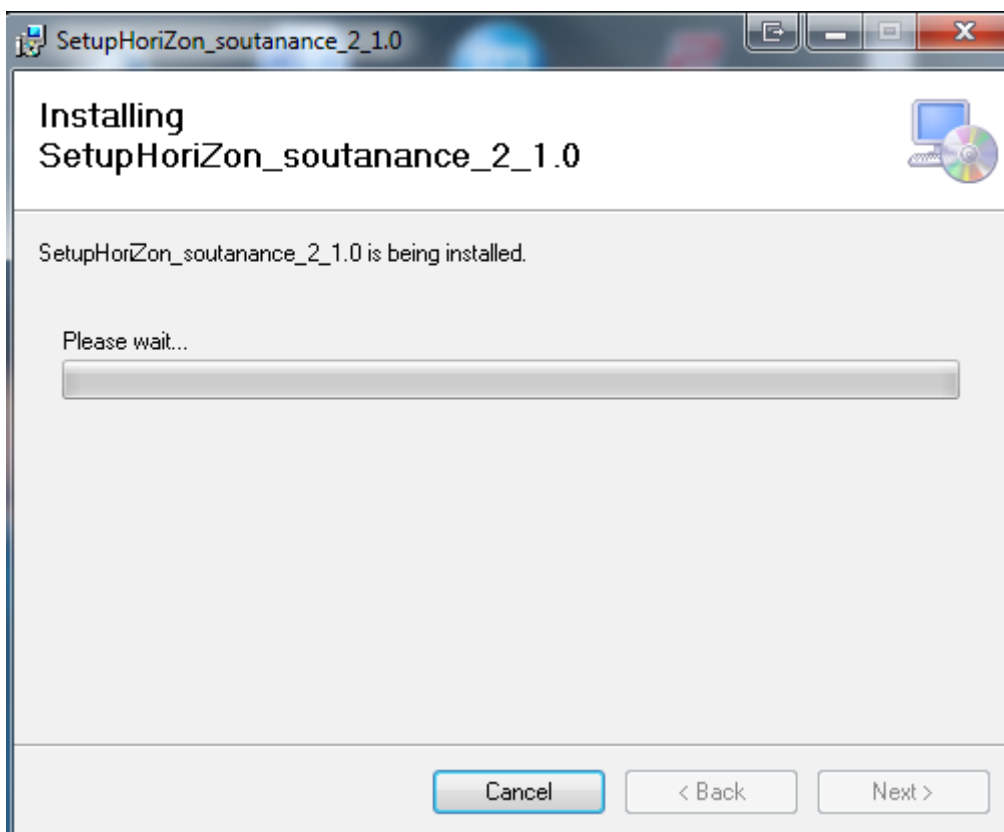 SetupHoriZon_soutanance_2_1.0
Installing
SetupHoriZon_soutanance_2_1.0
SetupHoriZon_soutanance_2_1.0 is being installed.
Please wait...
Cancel
< Back
Next >